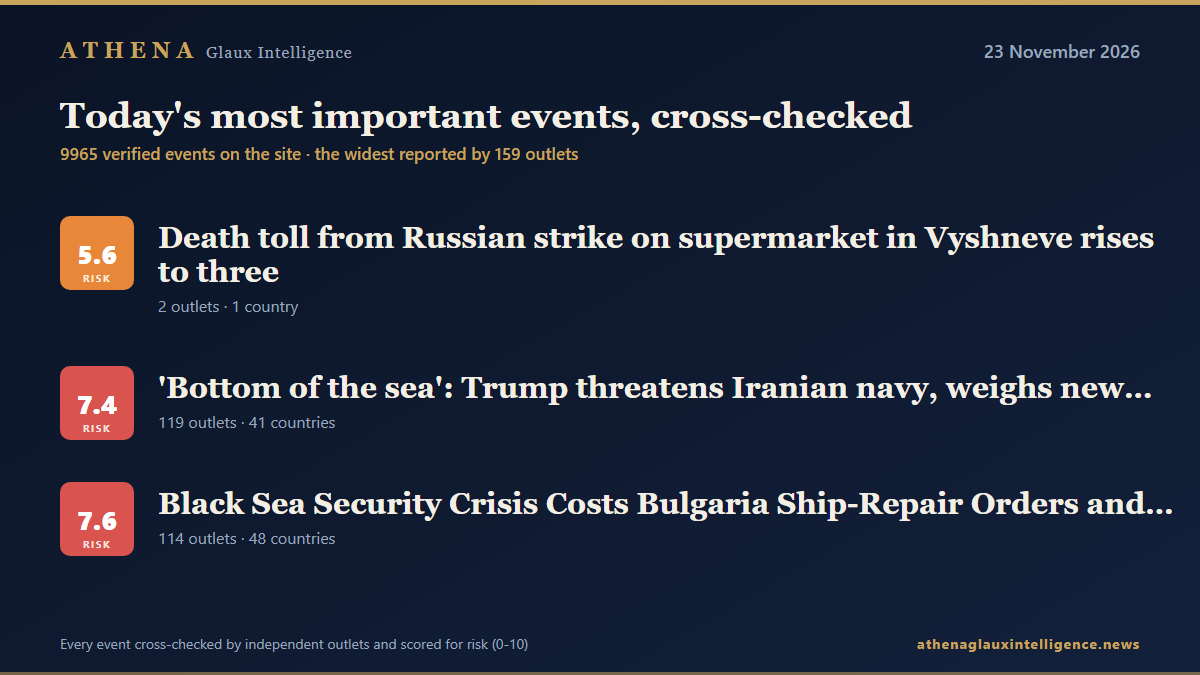 ATHENA Glaux Intelligence
23 November 2026
Today's most important events, cross-checked
9965 verified events on the site · the widest reported by 159 outlets
5.6
RISK
Death toll from Russian strike on supermarket in Vyshneve rises
to three
2 outlets · 1 country
7.4
RISK
'Bottom of the sea': Trump threatens Iranian navy, weighs new...
119 outlets · 41 countries
7.6
RISK
Black Sea Security Crisis Costs Bulgaria Ship-Repair Orders and...
114 outlets · 48 countries
Every event cross-checked by independent outlets and scored for risk (0-10)
athenaglauxintelligence.news